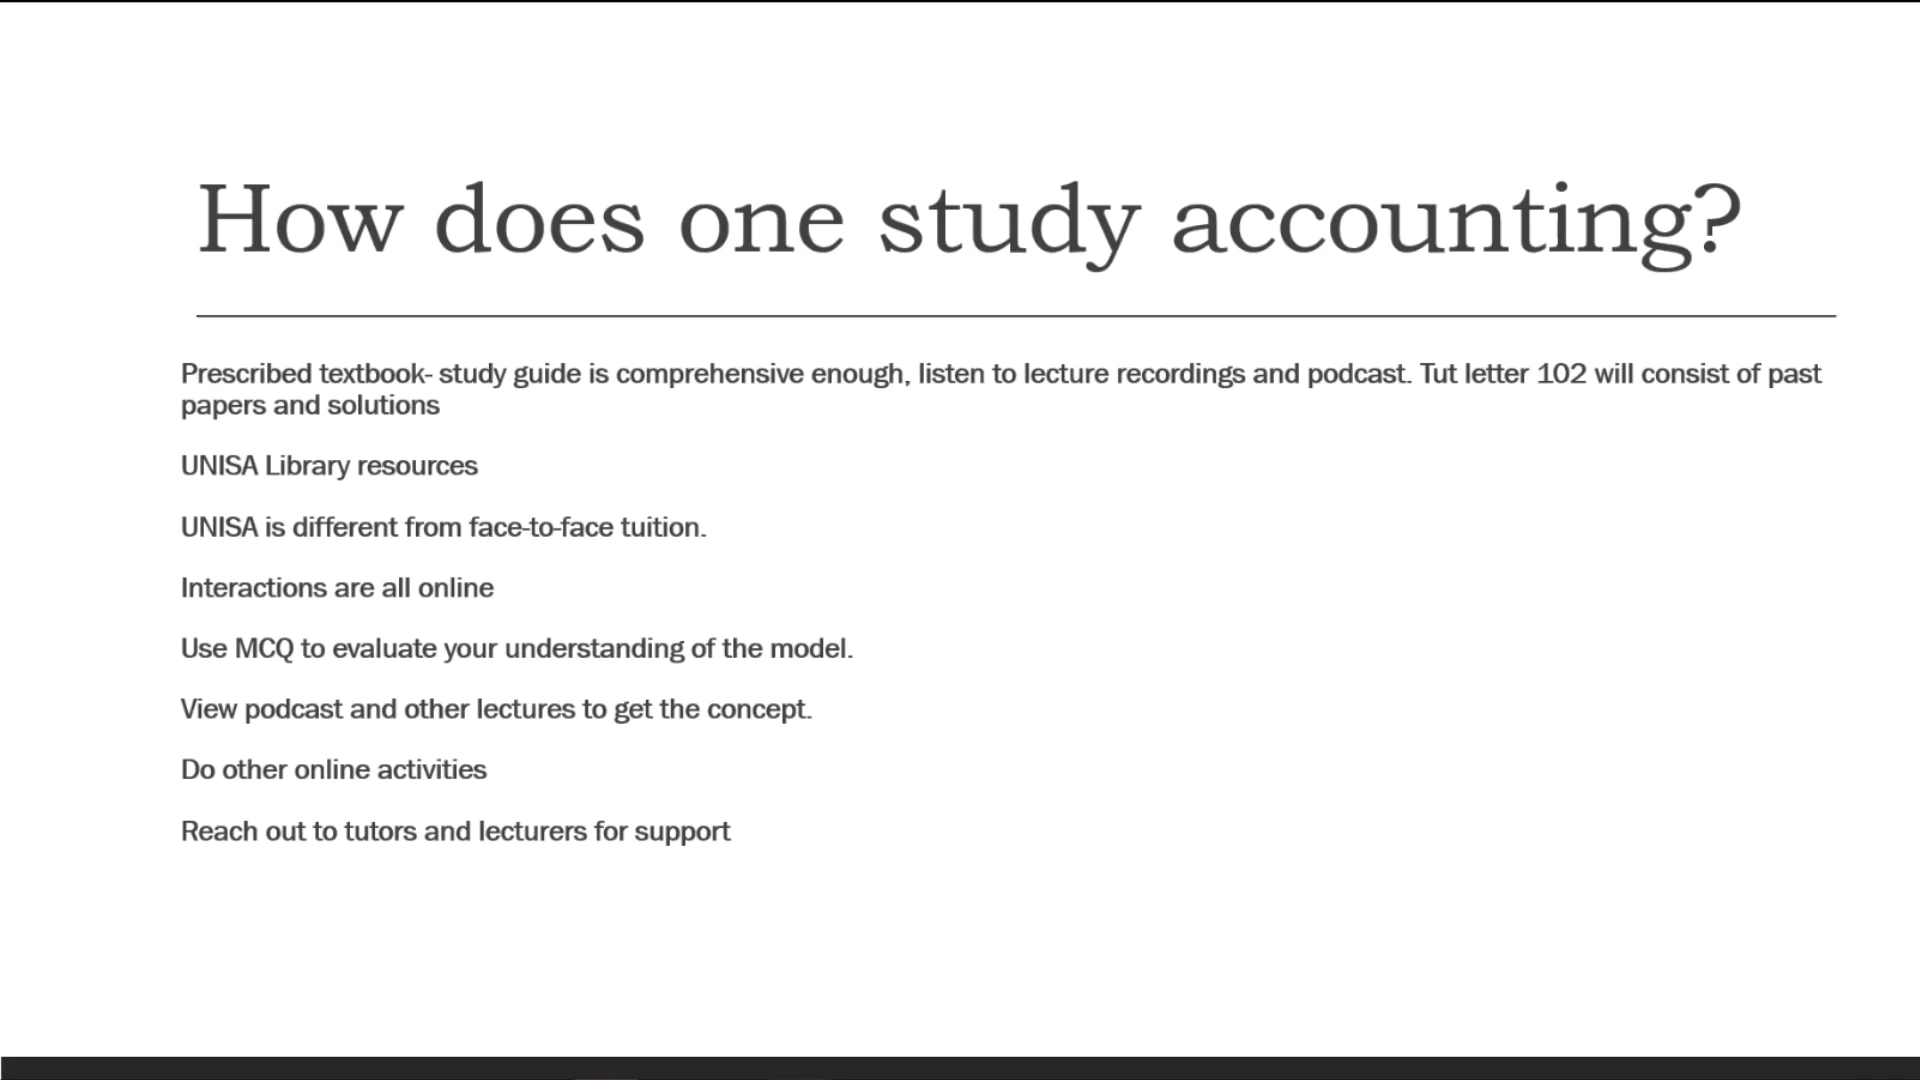 How does one study accounting?
Prescribed textbook- study guide is comprehensive enough, listen to lecture recordings and podcast. Tut letter 102 will consist of past
papers and solutions
UNISA Library resources
UNISA is different from face-to-face tuition.
Interactions are all online
Use MCQ to evaluate your understanding of the model.
View podcast and other lectures to get the concept.
Do other online activities
Reach out to tutors and lecturers for support